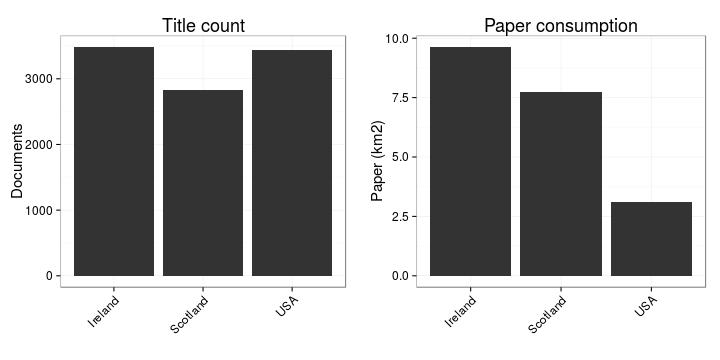 Title count
Documents
3000
2000
1000
0
Ireland
Scotland
USA
Paper consumption
Paper (km2)
10.0
7.5
5.0
2.5
0.0
Ireland
Scotland
USA